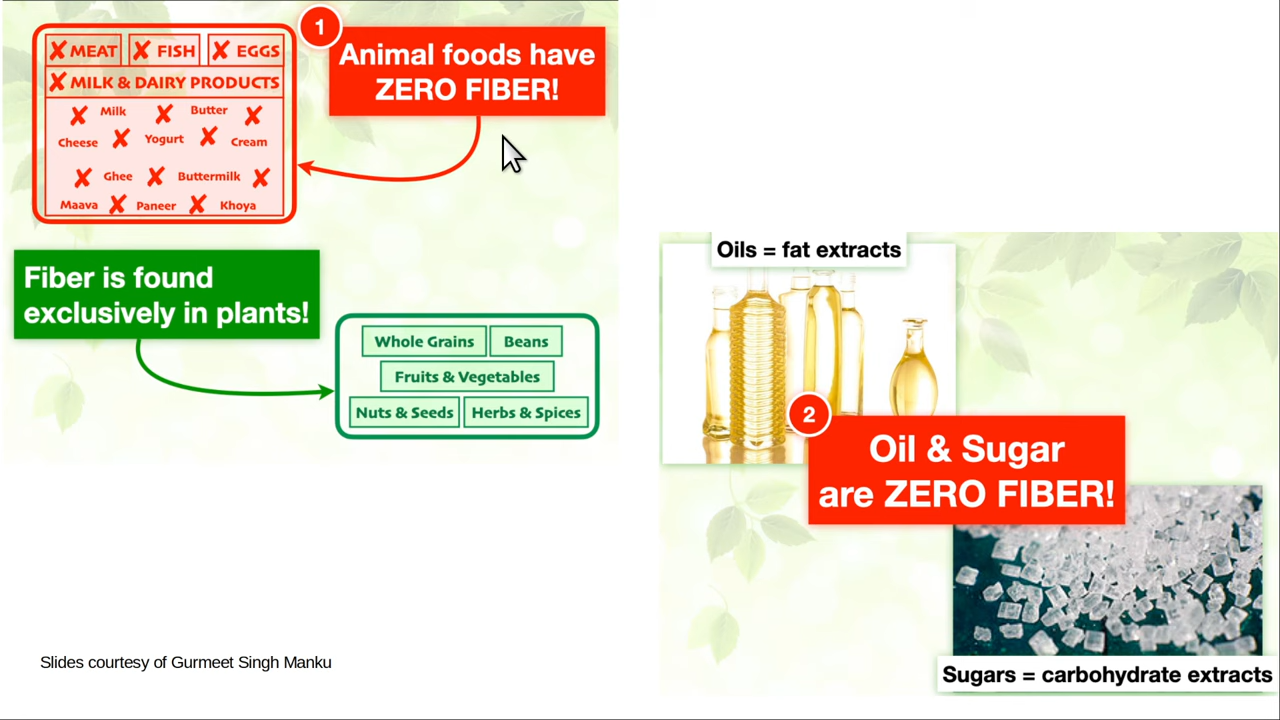 1
Animal foods have
ZERO FIBER!
✘ MEAT ✘ FISH ✘ EGGS
✘ MILK & DAIRY PRODUCTS
✘ Milk ✘ Butter ✘
Cheese ✘ Yogurt ✘ Cream
✘ Ghee ✘ Buttermilk ✘
Maava ✘ Paneer ✘ Khoya
Fiber is found
exclusively in plants!
Whole Grains Beans
Fruits & Vegetables
Nuts & Seeds Herbs & Spices
Oils = fat extracts
2
Oil & Sugar
are ZERO FIBER!
Sugars = carbohydrate extracts
Slides courtesy of Gurmeet Singh Manku